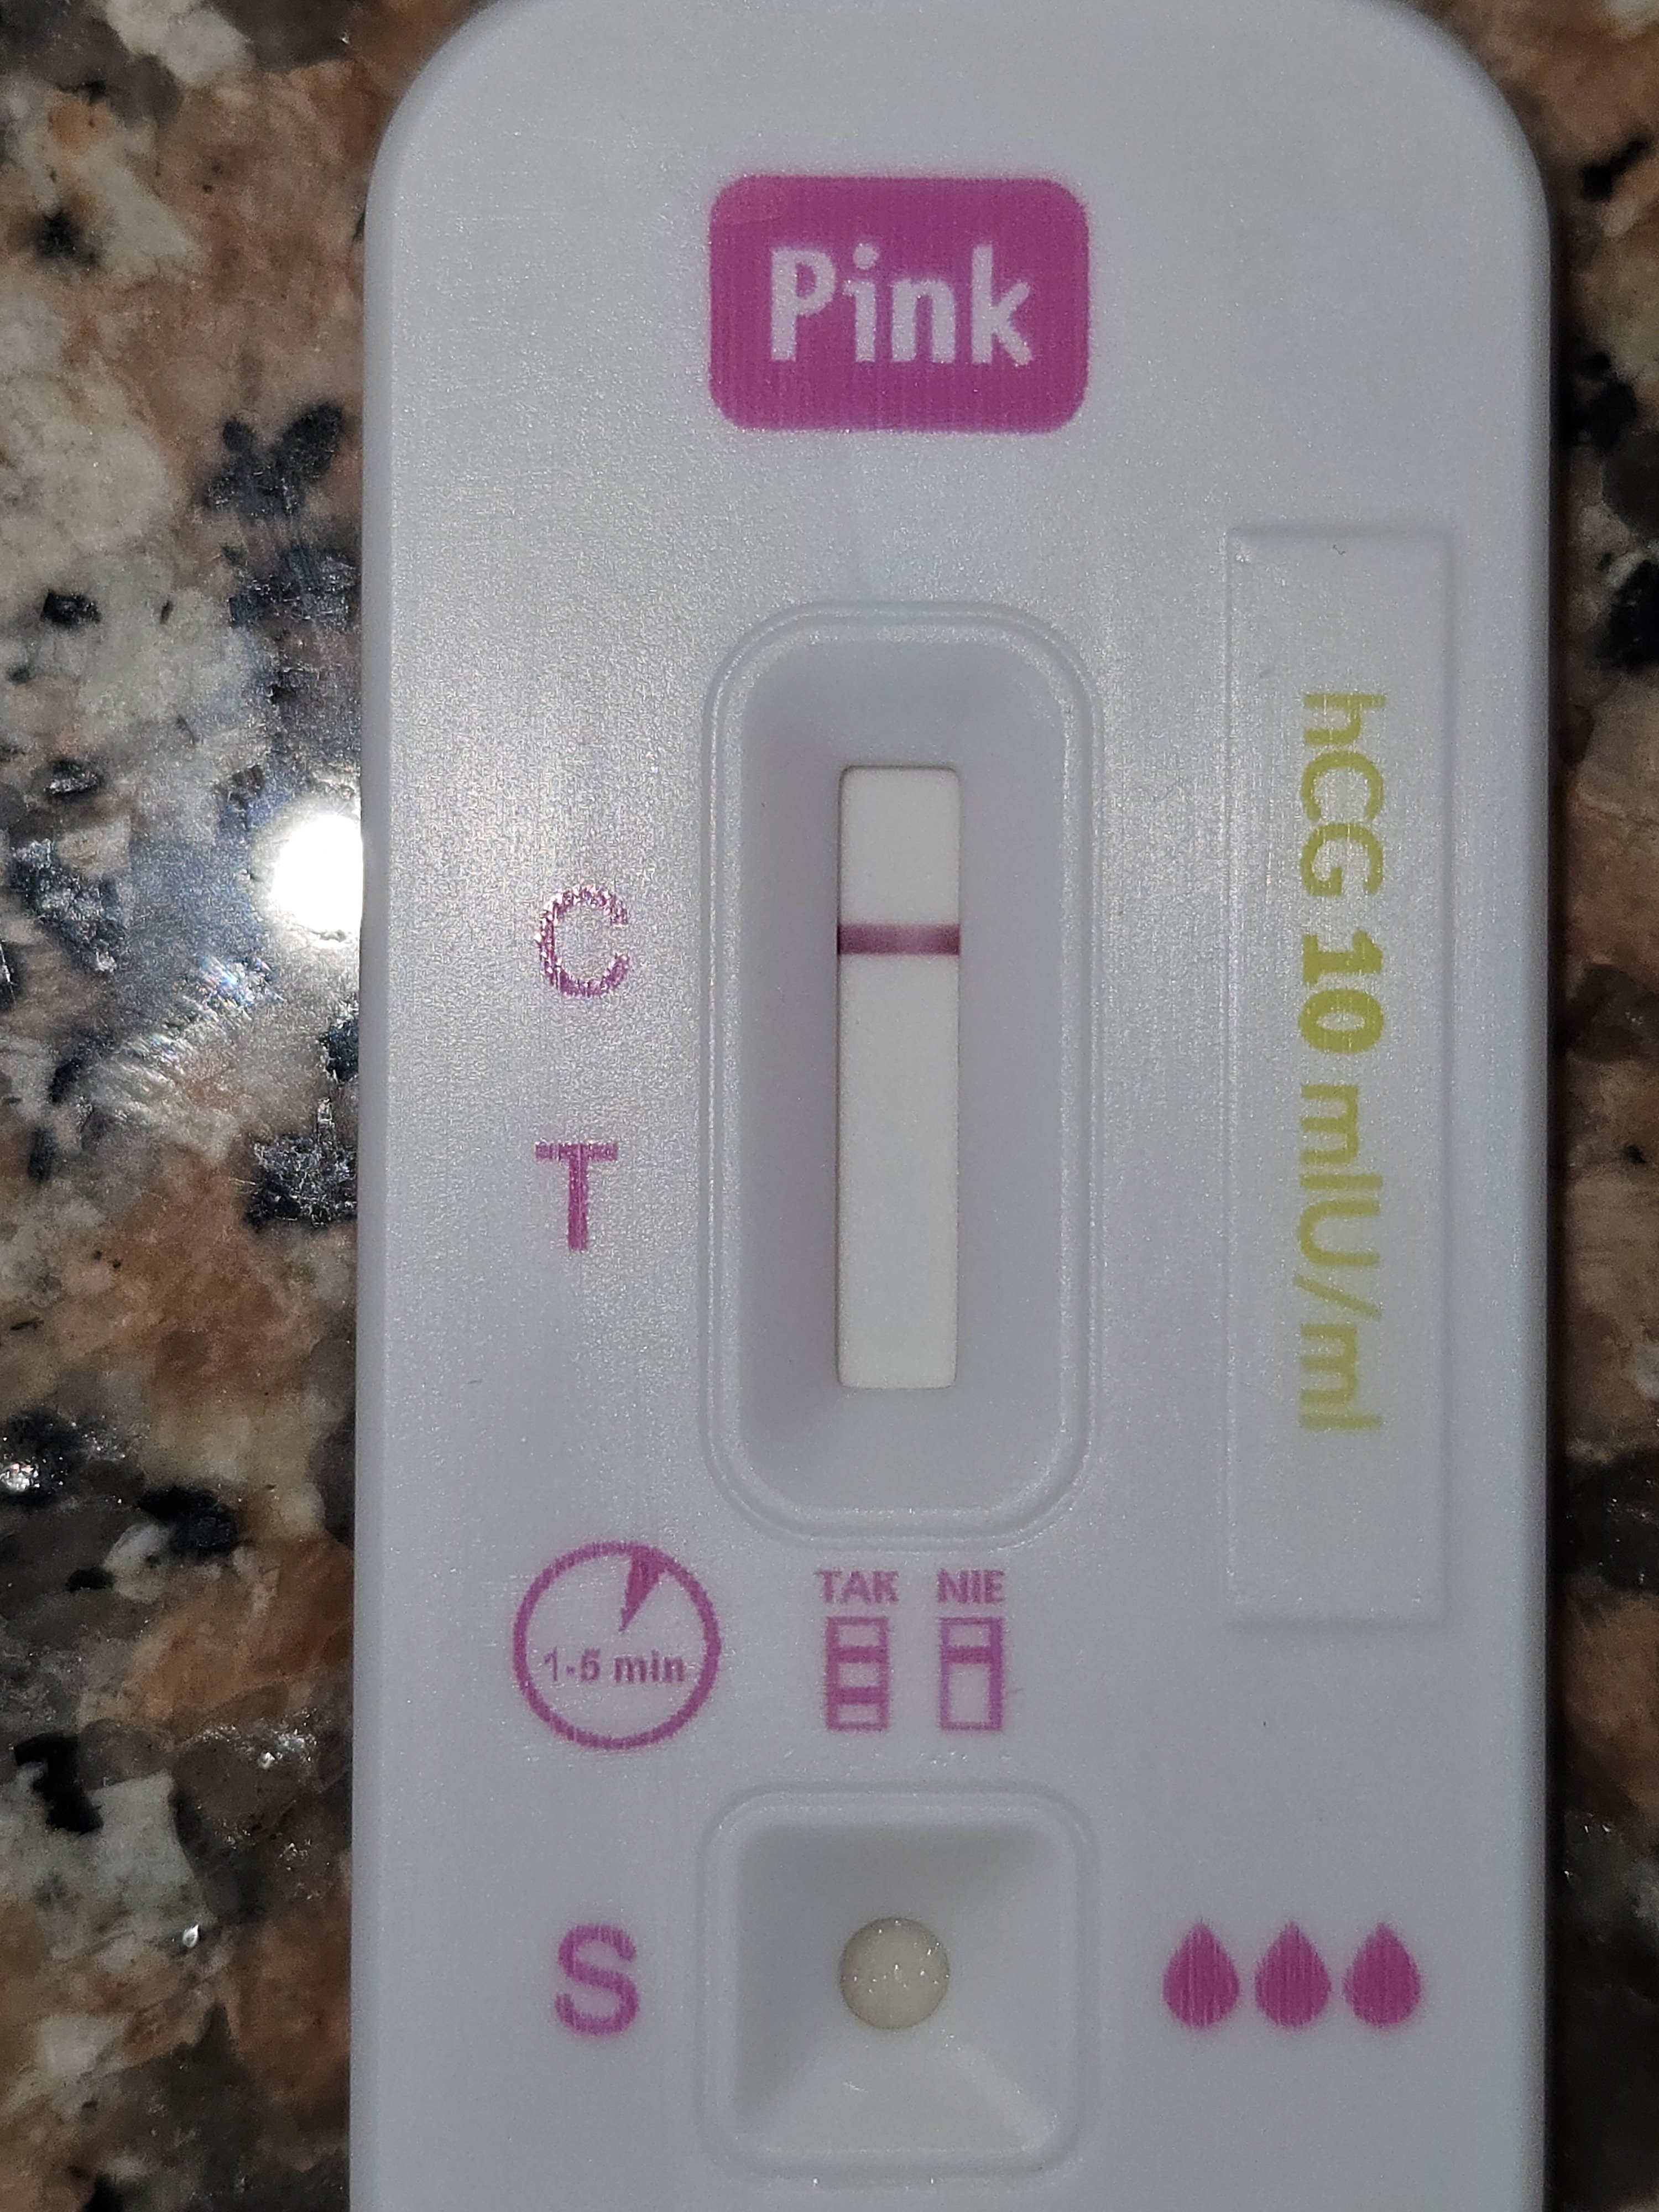 Pink
C
T
hCG 10 mIU/ml
1-5 min
TAK NIE
S